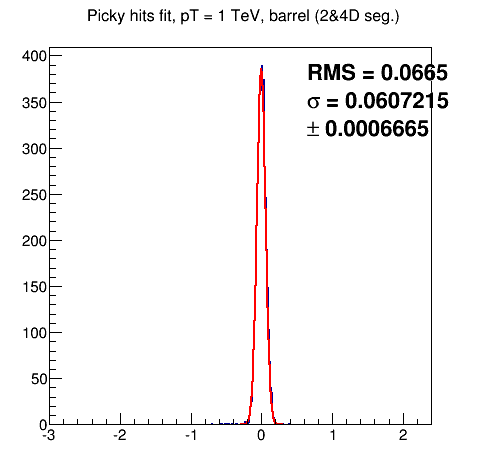 Picky hits fit, pT = 1 TeV, barrel (2&4D seg.)
RMS = 0.0665
σ = 0.0607215
± 0.0006665
400
350
300
250
200
150
100
50
0
-3 -2 -1 0 1 2